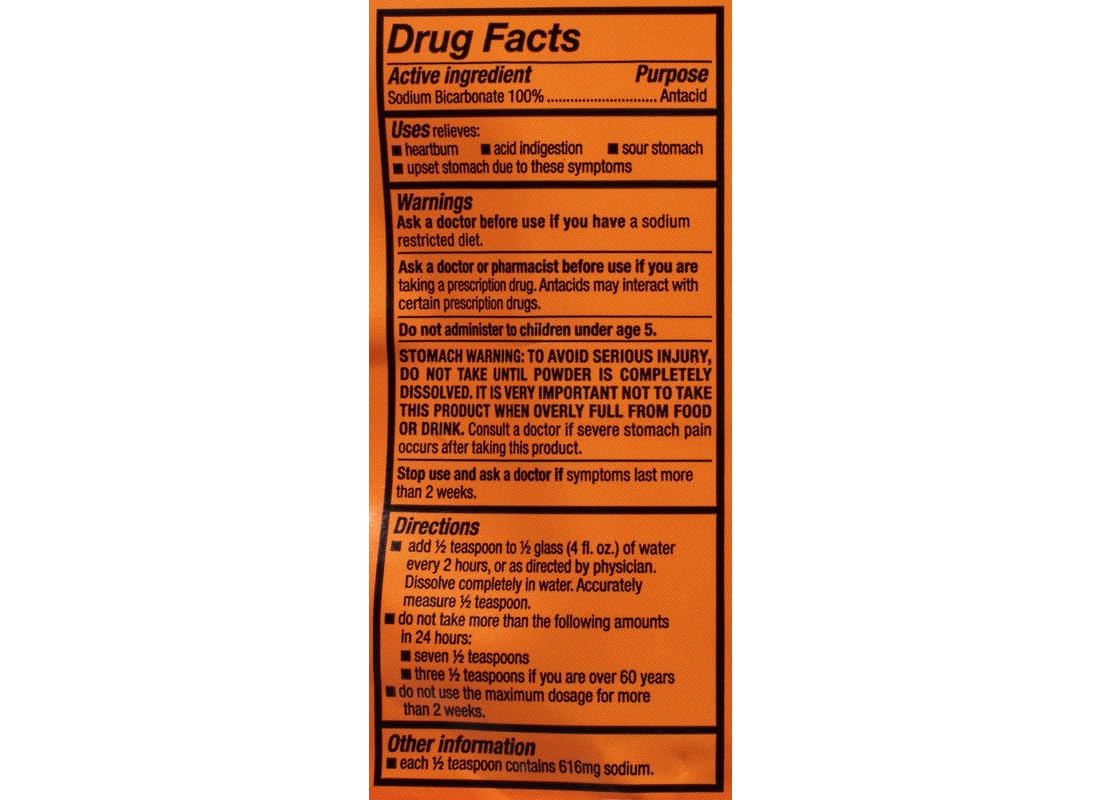 Drug Facts
Active ingredient Purpose
Sodium Bicarbonate 100% ............................ Antacid
Uses relieves:
■ heartburn ■ acid indigestion ■ sour stomach
■ upset stomach due to these symptoms
Warnings
Ask a doctor before use if you have a sodium
restricted diet.
Ask a doctor or pharmacist before use if you are
taking a prescription drug. Antacids may interact with
certain prescription drugs.
Do not administer to children under age 5.
STOMACH WARNING: TO AVOID SERIOUS INJURY,
DO NOT TAKE UNTIL POWDER IS COMPLETELY
DISSOLVED. IT IS VERY IMPORTANT NOT TO TAKE
THIS PRODUCT WHEN OVERLY FULL FROM FOOD
OR DRINK. Consult a doctor if severe stomach pain
occurs after taking this product.
Stop use and ask a doctor if symptoms last more
than 2 weeks.
Directions
■ add ½ teaspoon to ½ glass (4 fl. oz.) of water
every 2 hours, or as directed by physician.
Dissolve completely in water. Accurately
measure ½ teaspoon.
■ do not take more than the following amounts
in 24 hours:
■ seven ½ teaspoons
■ three ½ teaspoons if you are over 60 years
■ do not use the maximum dosage for more
than 2 weeks.
Other information
■ each ½ teaspoon contains 616mg sodium.